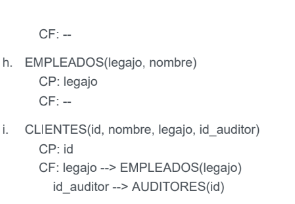 CF: --
h. EMPLEADOS(legajo, nombre)
CP: legajo
CF: --
i. CLIENTES(id, nombre, legajo, id_auditor)
CP: id
CF: legajo --> EMPLEADOS(legajo)
id_auditor --> AUDITORES(id)